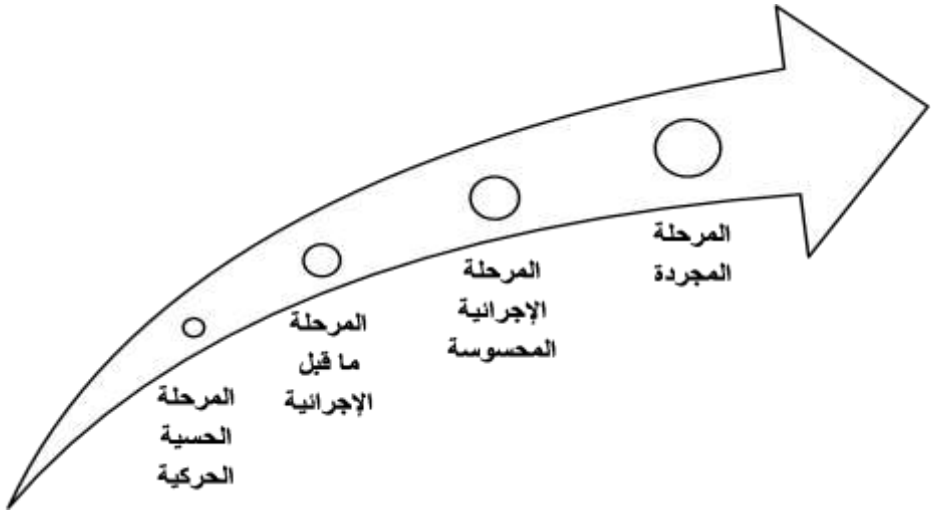 المرحلة
الحسية
الحركية
المرحلة
ما قبل
الإجرائية
المرحلة
الإجرائية
المحسوسة
المرحلة
المجردة